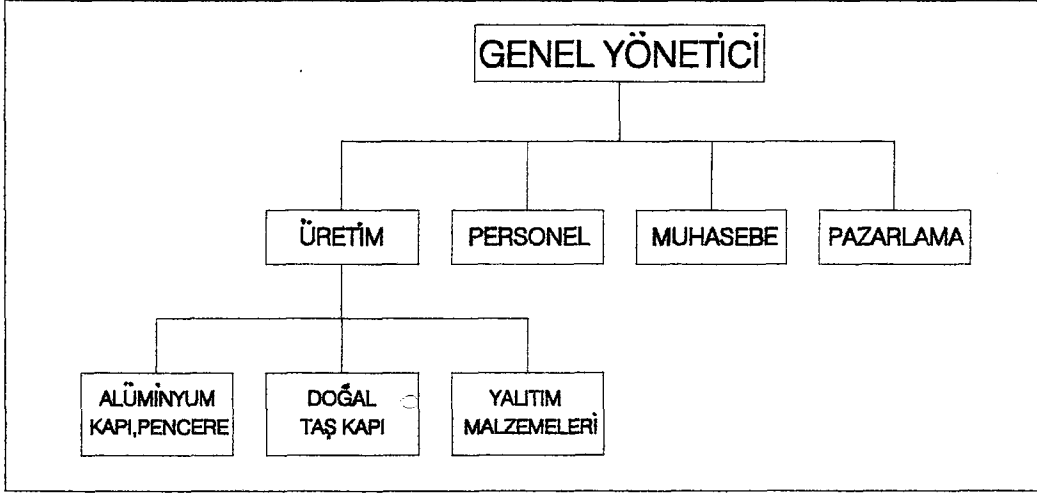 GENEL YÖNETİCİ
ÜRETİM
PERSONEL
MUHASEBE
PAZARLAMA
ALÜMİNYUM
KAPI,PENCERE
DOĞAL
TAŞ KAPI
YALITIM
MALZEMELERİ